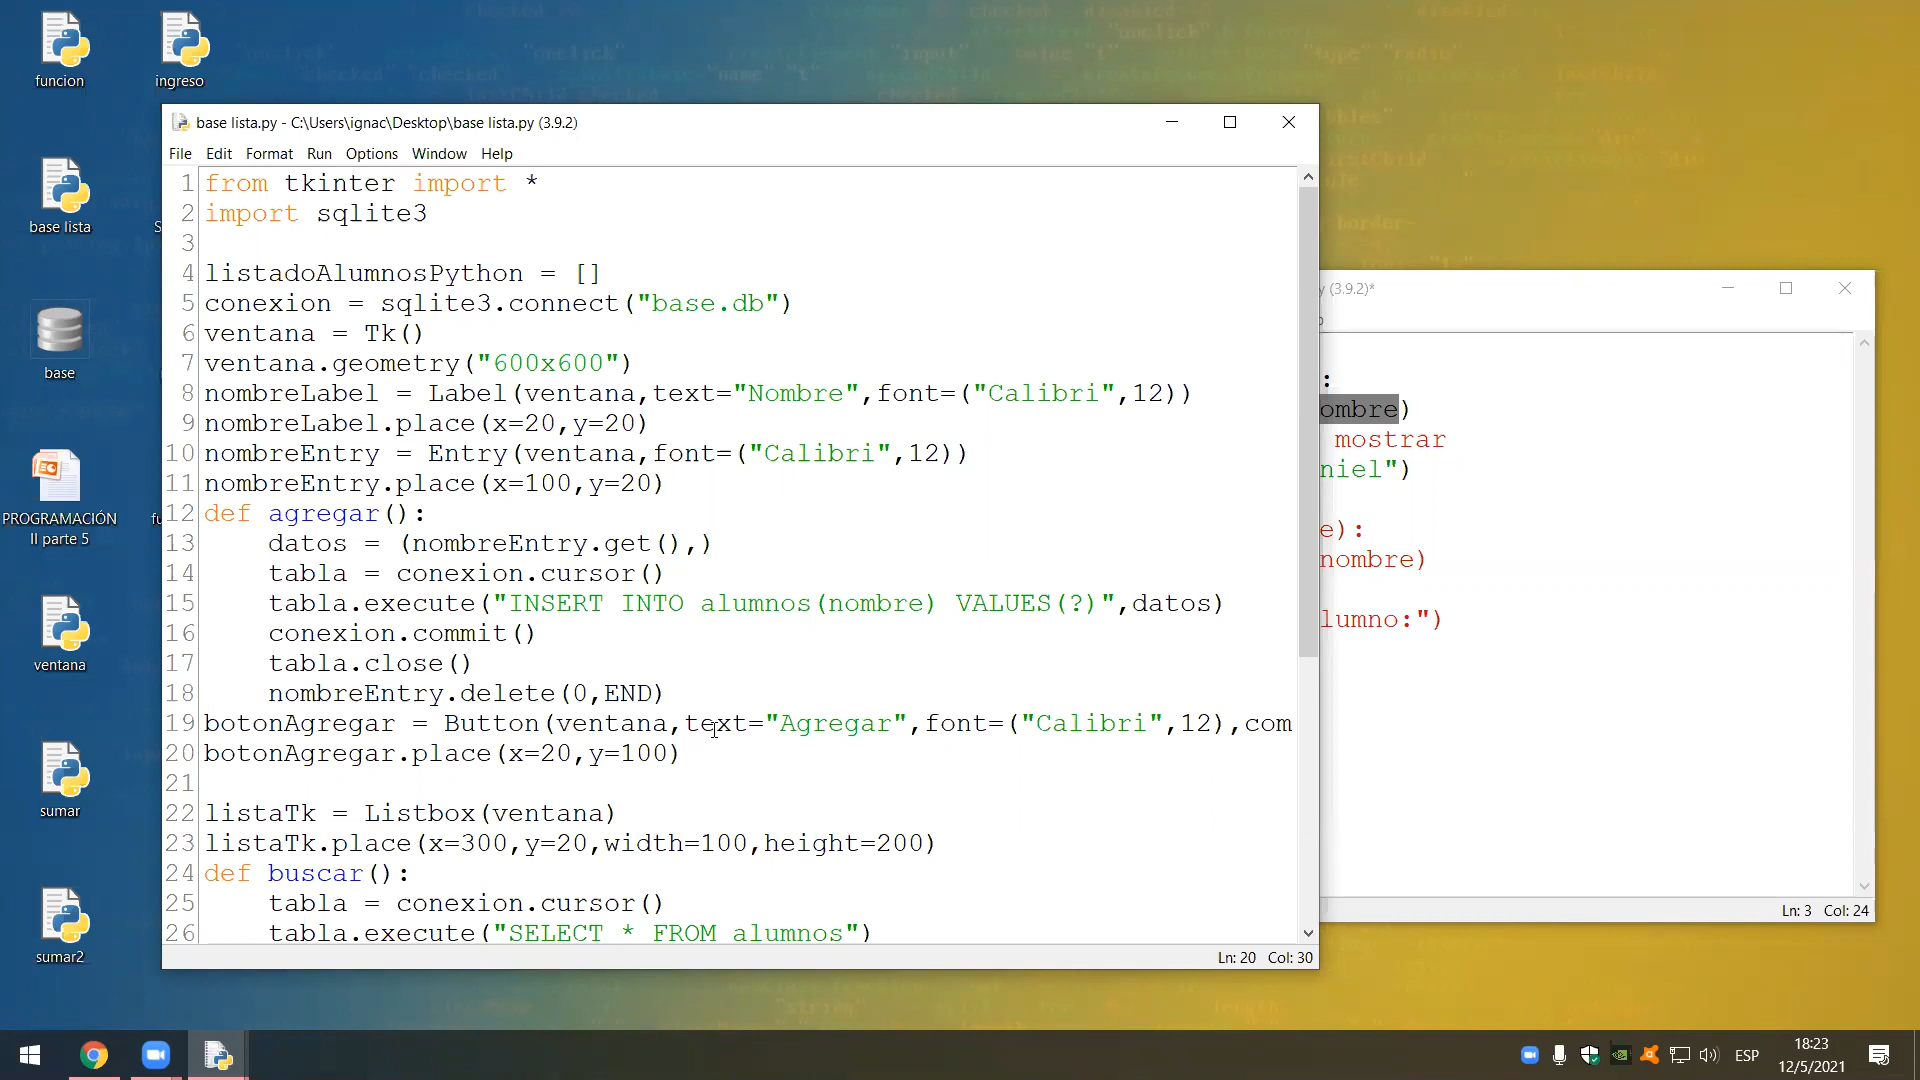 funcion
ingreso
base lista
base
PROGRAMACIÓN
II parte 5
ventana
sumar
sumar2
base lista.py - C:\Users\ignac\Desktop\base lista.py (3.9.2)
File Edit Format Run Options Window Help
1 from tkinter import *
2 import sqlite3
3
4 listadoAlumnosPython = []
5 conexion = sqlite3.connect("base.db")
6 ventana = Tk()
7 ventana.geometry("600x600")
8 nombreLabel = Label(ventana,text="Nombre",font=("Calibri",12))
9 nombreLabel.place(x=20,y=20)
10 nombreEntry = Entry(ventana,font=("Calibri",12))
11 nombreEntry.place(x=100,y=20)
12 def agregar():
13     datos = (nombreEntry.get(),)
14     tabla = conexion.cursor()
15     tabla.execute("INSERT INTO alumnos(nombre) VALUES(?)",datos)
16     conexion.commit()
17     tabla.close()
18     nombreEntry.delete(0,END)
19 botonAgregar = Button(ventana,text="Agregar",font=("Calibri",12),com
20 botonAgregar.place(x=20,y=100)
21
22 listaTk = Listbox(ventana)
23 listaTk.place(x=300,y=20,width=100,height=200)
24 def buscar():
25     tabla = conexion.cursor()
26     tabla.execute("SELECT * FROM alumnos")
Ln: 20 Col: 30
y (3.9.2)*
:
ombre)
mostrar
niel")
e):
nombre)
lumno:")
Ln: 3 Col: 24
ESP
18:23
12/5/2021